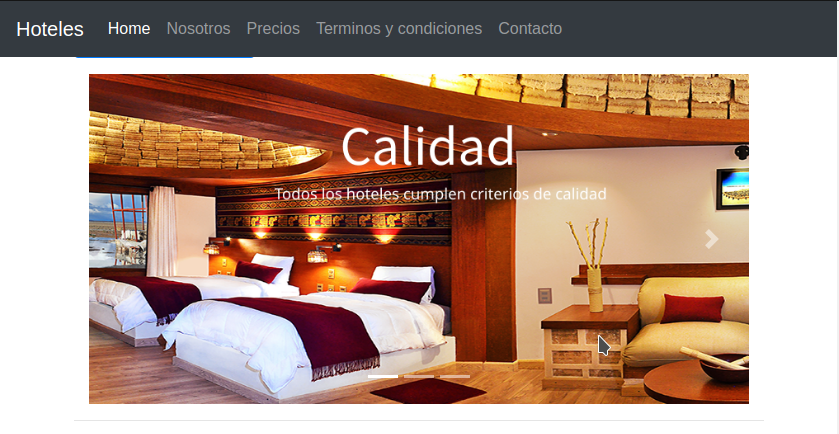 Hoteles Home Nosotros Precios Terminos y condiciones Contacto
Calidad
Todos los hoteles cumplen criterios de calidad